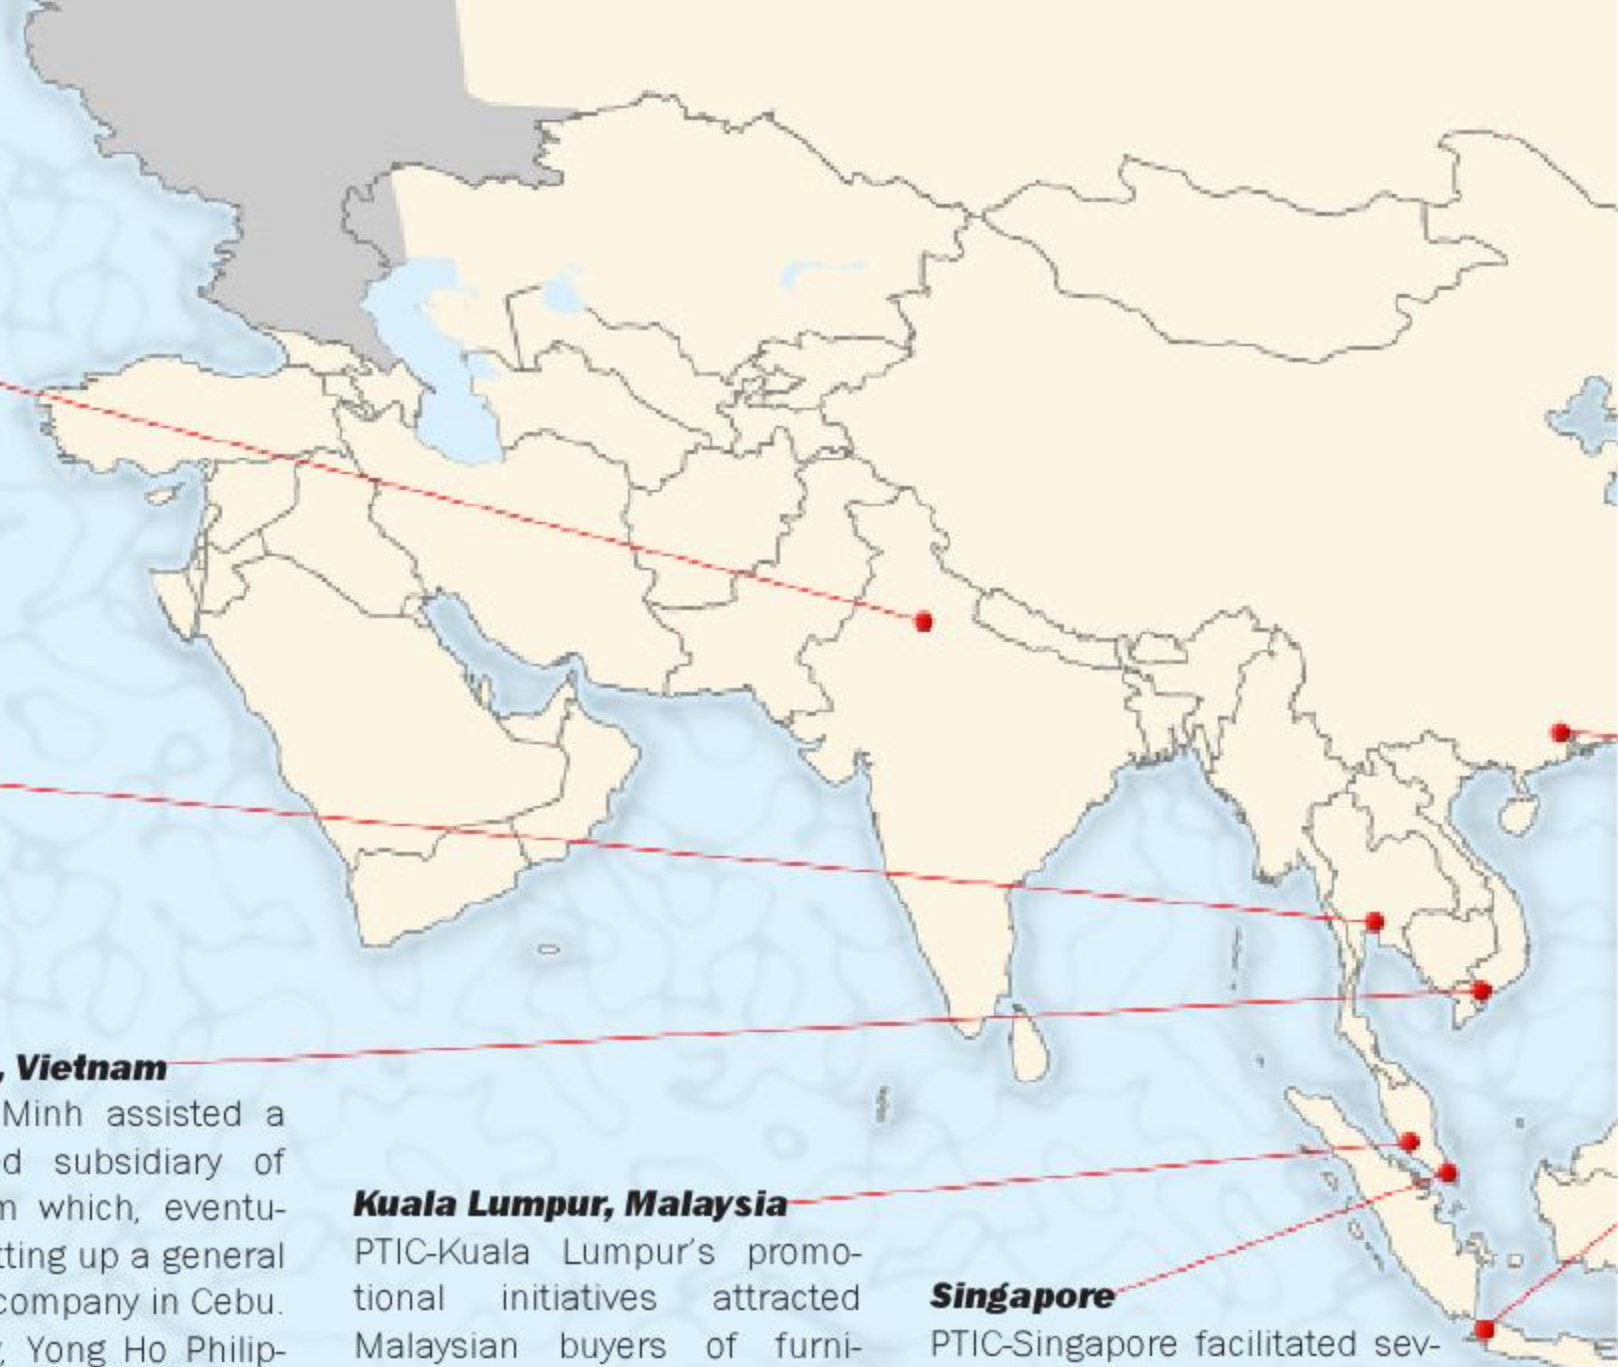 , Vietnam
Minh assisted a
d subsidiary of
m which, eventu-
tting up a general
company in Cebu.
, Yong Ho Philip-
Kuala Lumpur, Malaysia
PTIC-Kuala Lumpur's promo-
tional initiatives attracted
Malaysian buyers of furni-
Singapore
PTIC-Singapore facilitated sev-